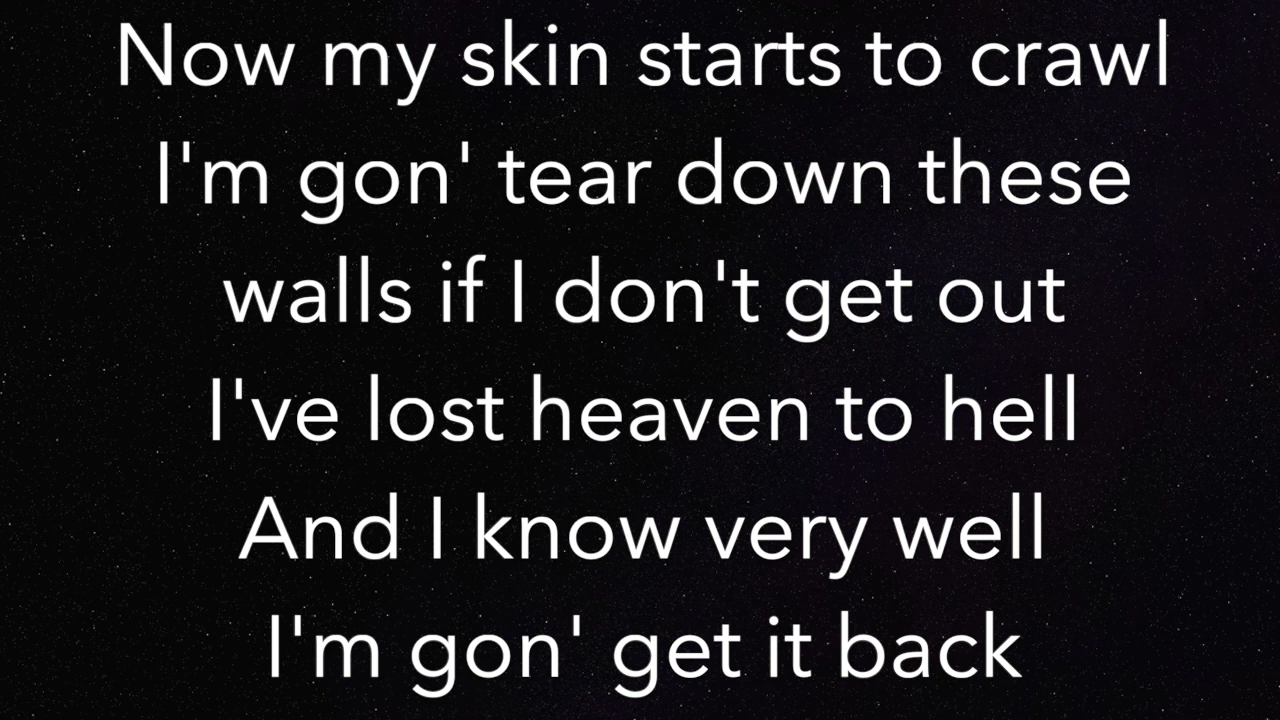 Now my skin starts to crawl
I'm gon' tear down these
walls if I don't get out
I've lost heaven to hell
And I know very well
I'm gon' get it back